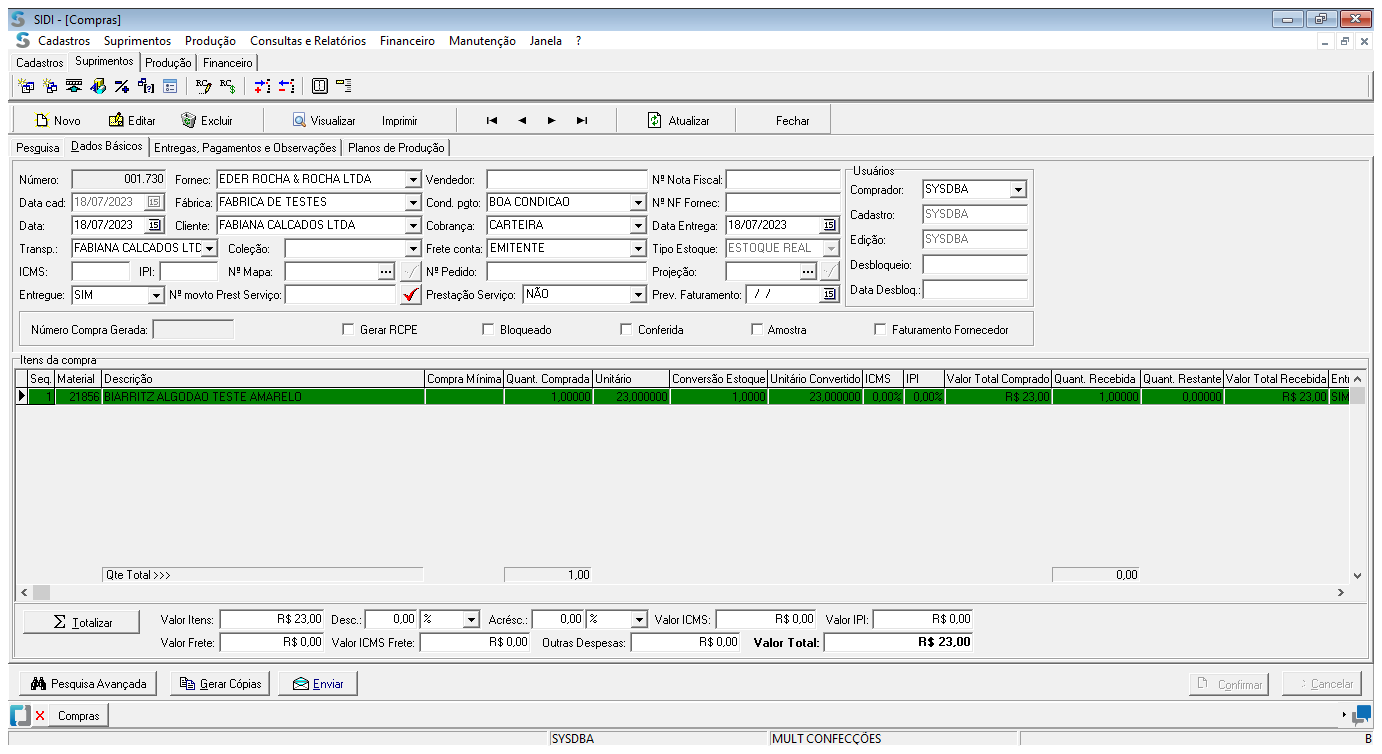 SIDI - [Compras]
Cadastros Suprimentos Produção Consultas e Relatórios Financeiro Manutenção Janela ?
Cadastros Suprimentos Produção Financeiro
RC RC$
Novo Editar Excluir Visualizar Imprimir Atualizar Fechar
Pesquisa Dados Básicos Entregas, Pagamentos e Observações Planos de Produção
Usuários
Número: 001.730 Fornec: EDER ROCHA & ROCHA LTDA Vendedor: Nº Nota Fiscal: Comprador: SYSDBA
Data cad: 18/07/2023 15 Fábrica: FABRICA DE TESTES Cond. pgto: BOA CONDICAO Nº NF Fornec: Cadastro: SYSDBA
Data: 18/07/2023 15 Cliente: FABIANA CALCADOS LTDA Cobrança: CARTEIRA Data Entrega: 18/07/2023 15 Edição: SYSDBA
Transp.: FABIANA CALCADOS LTC Coleção: Frete conta: EMITENTE Tipo Estoque: ESTOQUE REAL Desbloqueio:
ICMS: IPI: Nº Mapa: ... Nº Pedido: Projeção: ... Data Desbloq.:
Entregue: SIM Nº movto Prest Serviço: Prestação Serviço: NÃO Prev. Faturamento: / / 15
Número Compra Gerada: Gerar RCPE Bloqueado Conferida Amostra Faturamento Fornecedor
Itens da compra
Seq. Material Descrição Compra Mínima Quant. Comprada Unitário Conversão Estoque Unitário Convertido ICMS IPI Valor Total Comprado Quant. Recebida Quant. Restante Valor Total Recebida Entr
1 21856 BIARRITZ ALGODAO TESTE AMARELO 1,00000 23,000000 1,0000 23,000000 0,00% 0,00% R$ 23,00 1,00000 0,00000 R$ 23,00 SIM
Qte Total >>> 1,00 0,00
Σ Totalizar Valor Itens: R$ 23,00 Desc.: 0,00 % Acrésc.: 0,00 % Valor ICMS: R$ 0,00 Valor IPI: R$ 0,00
Valor Frete: R$ 0,00 Valor ICMS Frete: R$ 0,00 Outras Despesas: R$ 0,00 Valor Total: R$ 23,00
Pesquisa Avançada Gerar Cópias Enviar Confirmar Cancelar
Compras
SYSDBA MULT CONFECÇÕES B